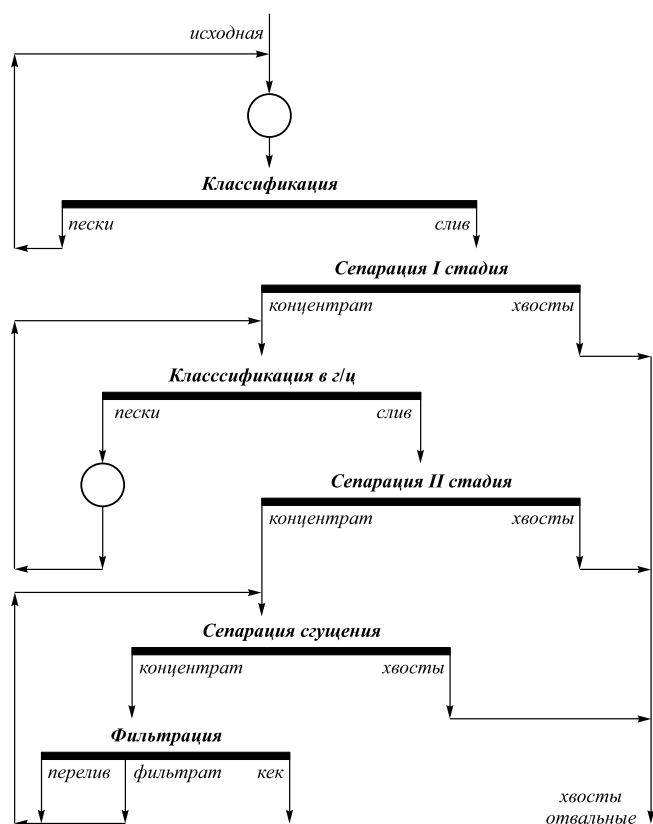 исходная
Классификация
пески слив
Сепарация I стадия
концентрат хвосты
Класссификация в г/ц
пески слив
Сепарация II стадия
концентрат хвосты
Сепарация сгущения
концентрат хвосты
Фильтрация
перелив фильтрат кек
хвосты
отвальные